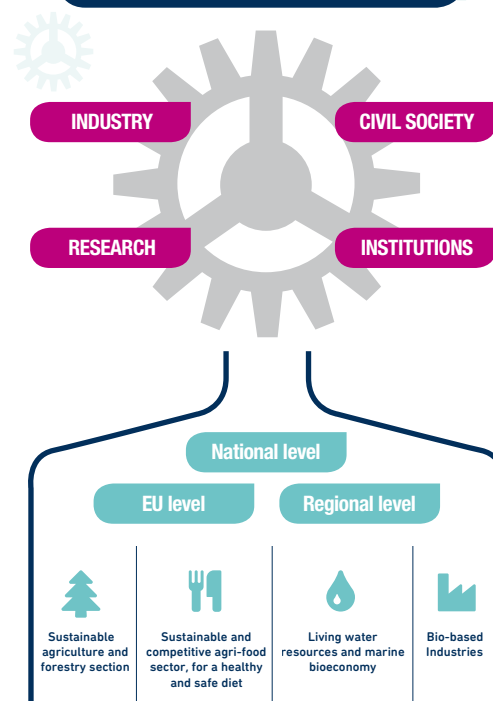 INDUSTRY
CIVIL SOCIETY
RESEARCH
INSTITUTIONS
National level
EU level
Regional level
Sustainable
agriculture and
forestry section
Sustainable and
competitive agri-food
sector, for a healthy
and safe diet
Living water
resources and marine
bioeconomy
Bio-based
Industries